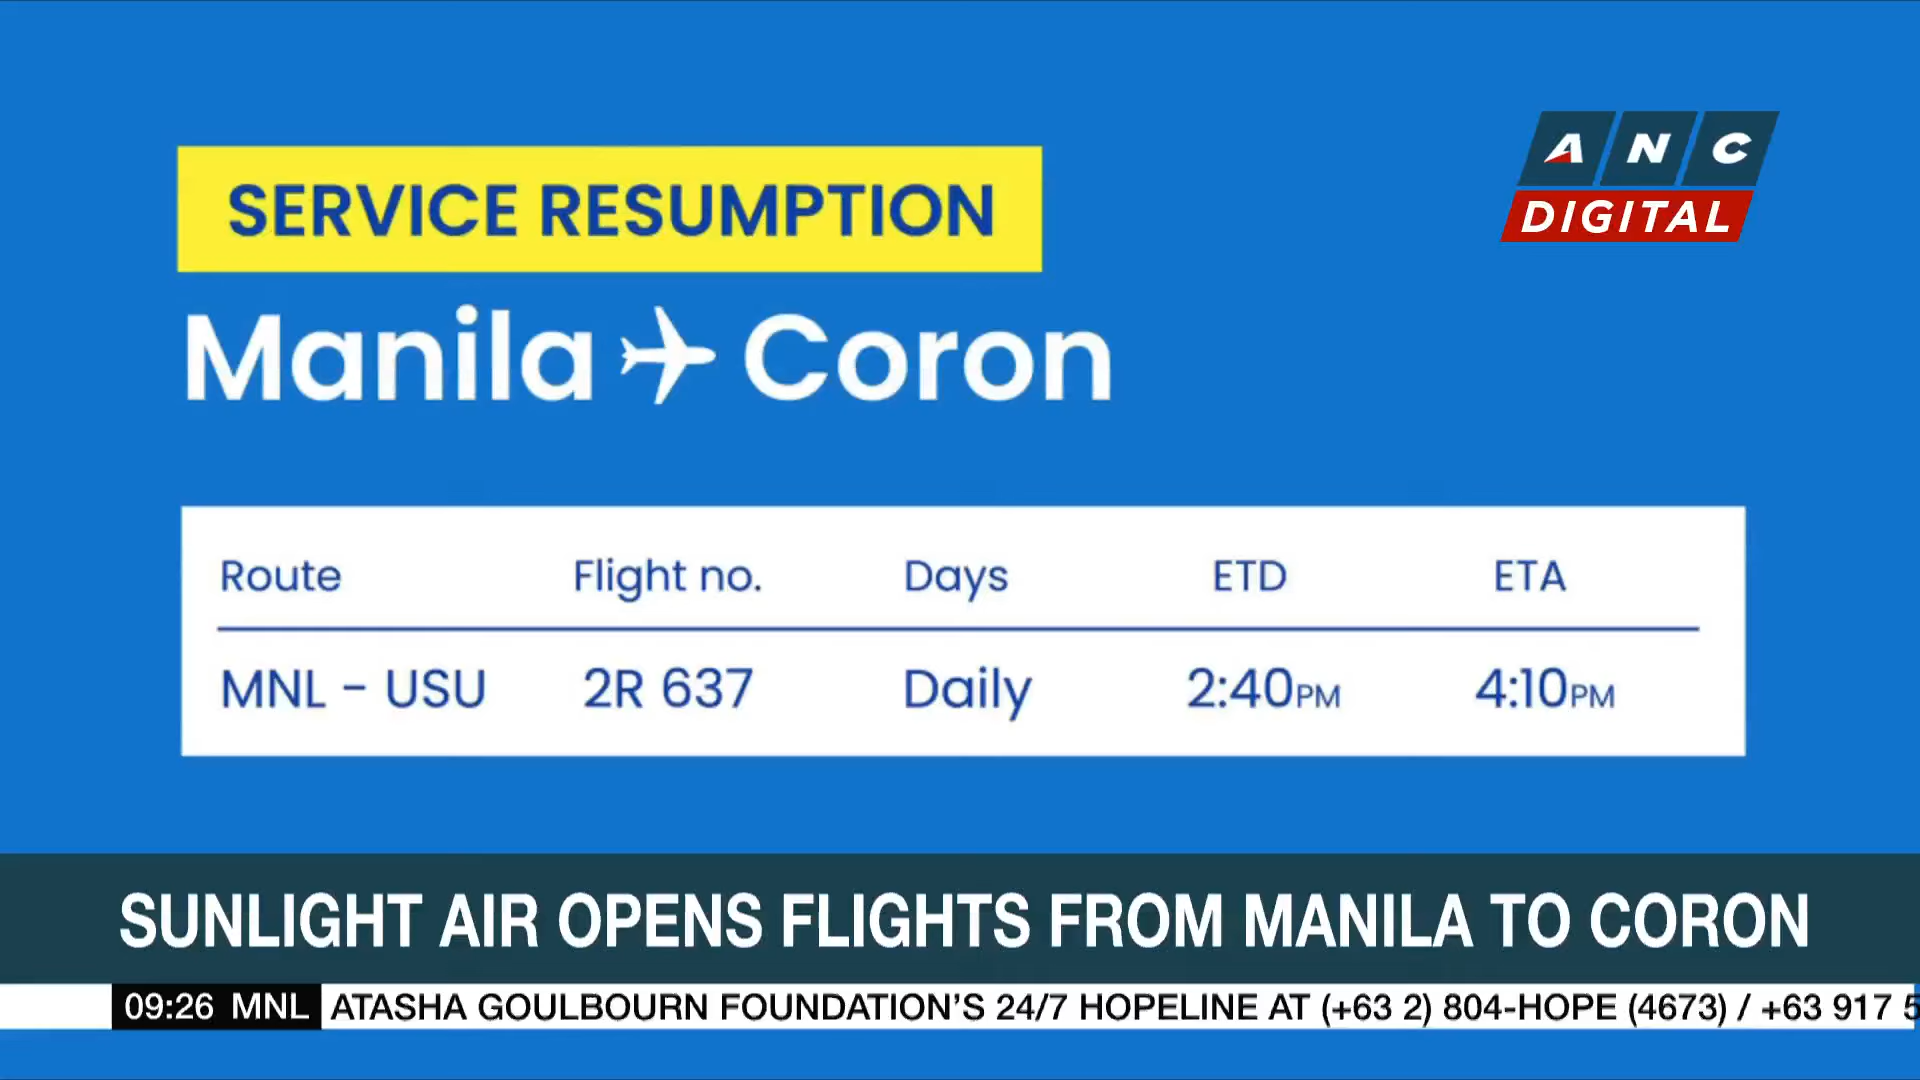 ANC
DIGITAL
SERVICE RESUMPTION
Manila Coron
Route Flight no. Days ETD ETA
MNL - USU 2R 637 Daily 2:40PM 4:10PM
SUNLIGHT AIR OPENS FLIGHTS FROM MANILA TO CORON
09:26 MNL ATASHA GOULBOURN FOUNDATION'S 24/7 HOPELINE AT (+63 2) 804-HOPE (4673) / +63 917 5